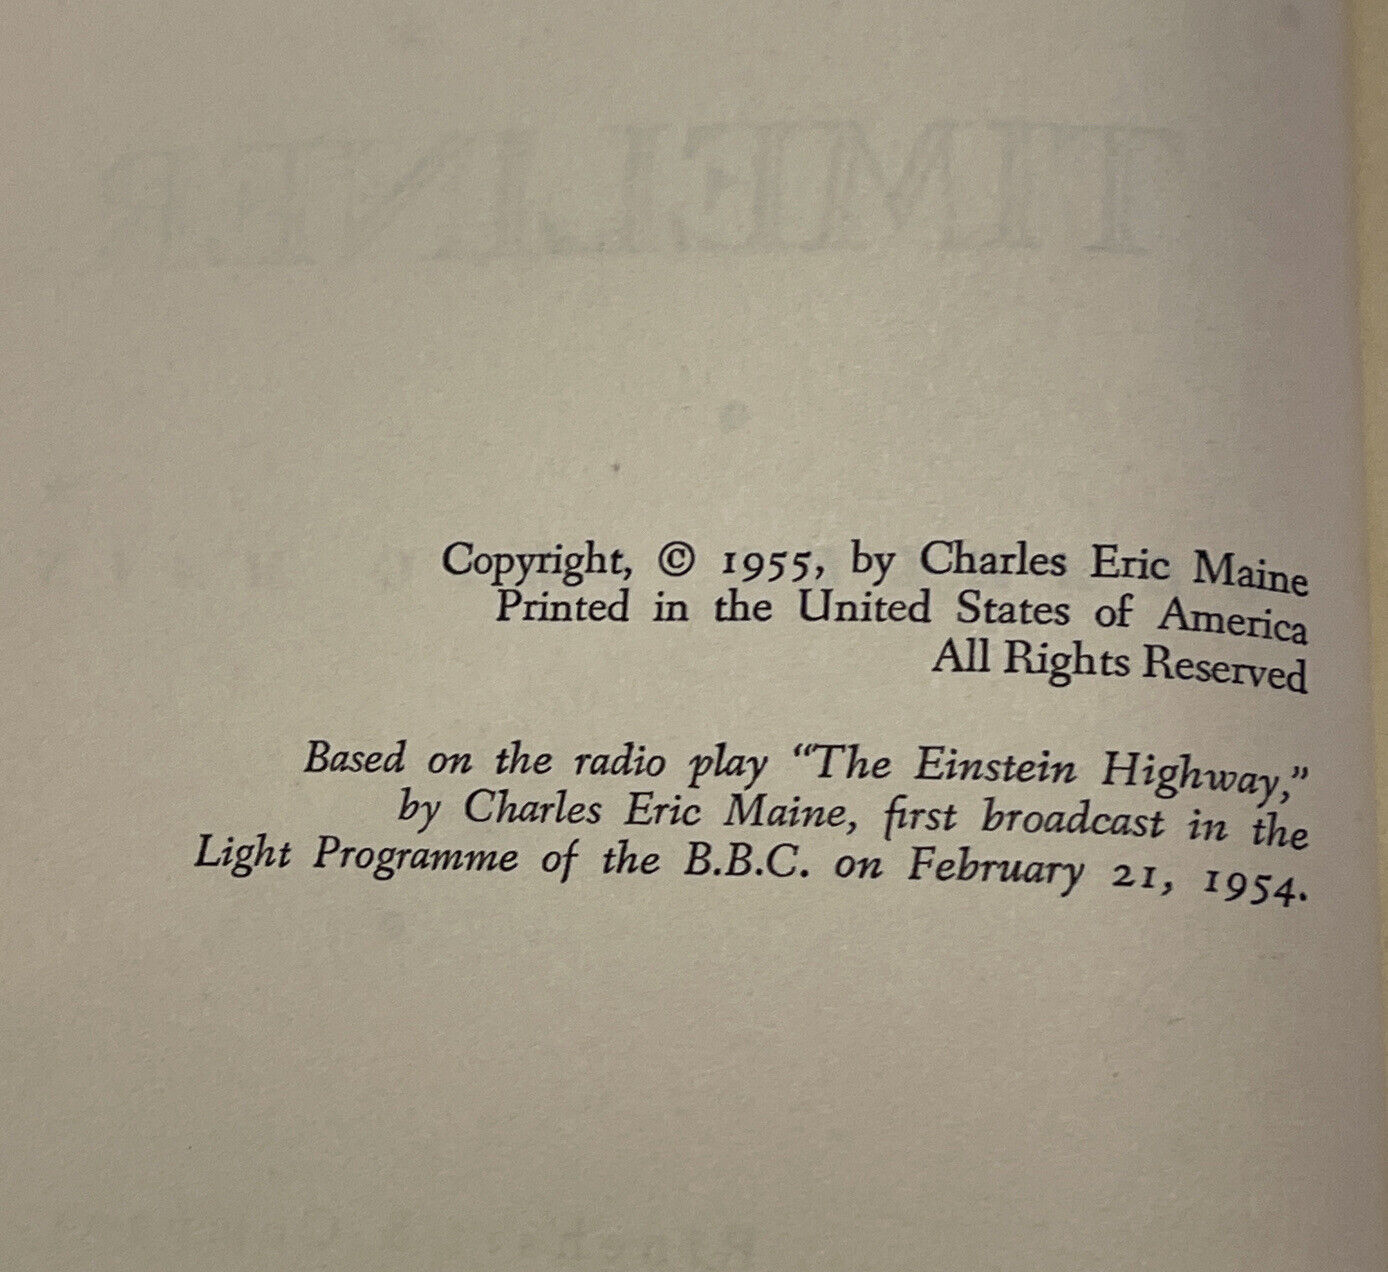 TIMELINER
Copyright, © 1955, by Charles Eric Maine
Printed in the United States of America
All Rights Reserved
Based on the radio play “The Einstein Highway,”
by Charles Eric Maine, first broadcast in the
Light Programme of the B.B.C. on February 21, 1954.